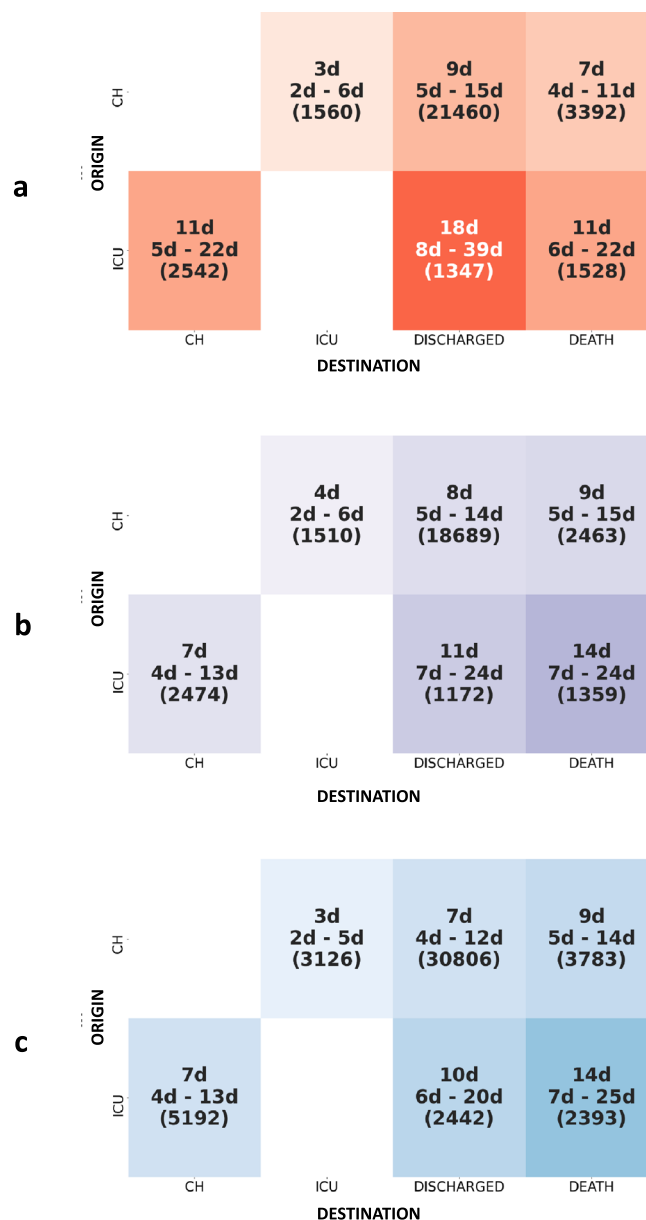 a
ORIGIN
CH
3d
2d - 6d
(1560)
9d
5d - 15d
(21460)
7d
4d - 11d
(3392)
ICU
11d
5d - 22d
(2542)
18d
8d - 39d
(1347)
11d
6d - 22d
(1528)
CH
ICU
DISCHARGED
DEATH
DESTINATION
b
ORIGIN
CH
4d
2d - 6d
(1510)
8d
5d - 14d
(18689)
9d
5d - 15d
(2463)
ICU
7d
4d - 13d
(2474)
11d
7d - 24d
(1172)
14d
7d - 24d
(1359)
CH
ICU
DISCHARGED
DEATH
DESTINATION
c
ORIGIN
CH
3d
2d - 5d
(3126)
7d
4d - 12d
(30806)
9d
5d - 14d
(3783)
ICU
7d
4d - 13d
(5192)
10d
6d - 20d
(2442)
14d
7d - 25d
(2393)
CH
ICU
DISCHARGED
DEATH
DESTINATION